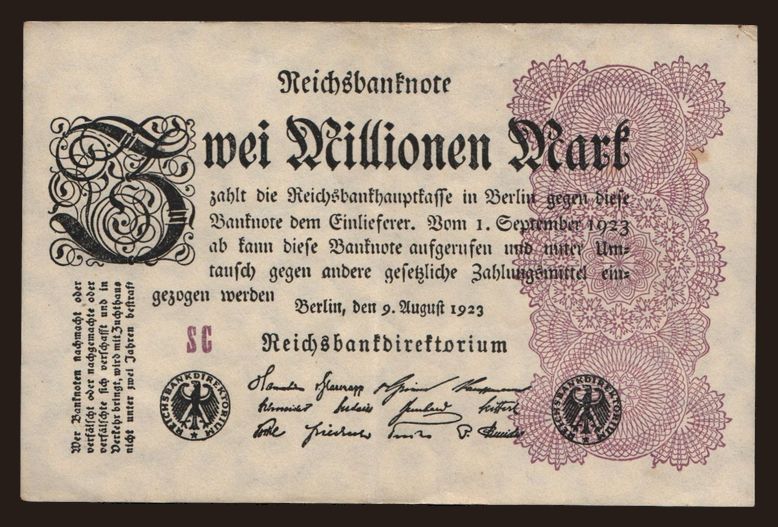 Reichsbanknote
Zwei Millionen Mark
zahlt die Reichsbankhauptkasse in Berlin gegen diese
Banknote dem Einlieferer. Vom 1. September 1923
ab kann diese Banknote aufgerufen und unter Um-
tausch gegen andere gesetzliche Zahlungsmittel ein-
gezogen werden
Berlin, den 9. August 1923
SC
Reichsbankdirektorium
REICHSBANKDIREKTORIUM
REICHSBANKDIREKTORIUM
Wer Banknoten nachmacht oder
verfälscht oder nachgemachte oder
verfälschte sich verschafft und in
Verkehr bringt, wird mit Zuchthaus
nicht unter zwei Jahren bestraft